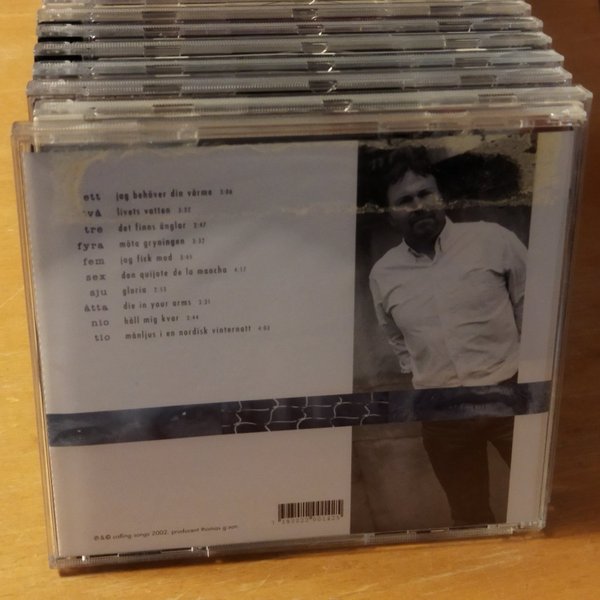 ett jag behöver din värme 3:06
två livets vatten 3:32
tre det finns änglar 3:47
fyra möta gryningen 3:32
fem jag fick mod 3:45
sex don quijote de la mancha 4:17
sju gloria 2:55
åtta die in your arms 3:31
nio håll mig kvar 3:44
tio månljus i en nordisk vinternatt 4:03
℗ & © calling songs 2002. producent thomas g:son.